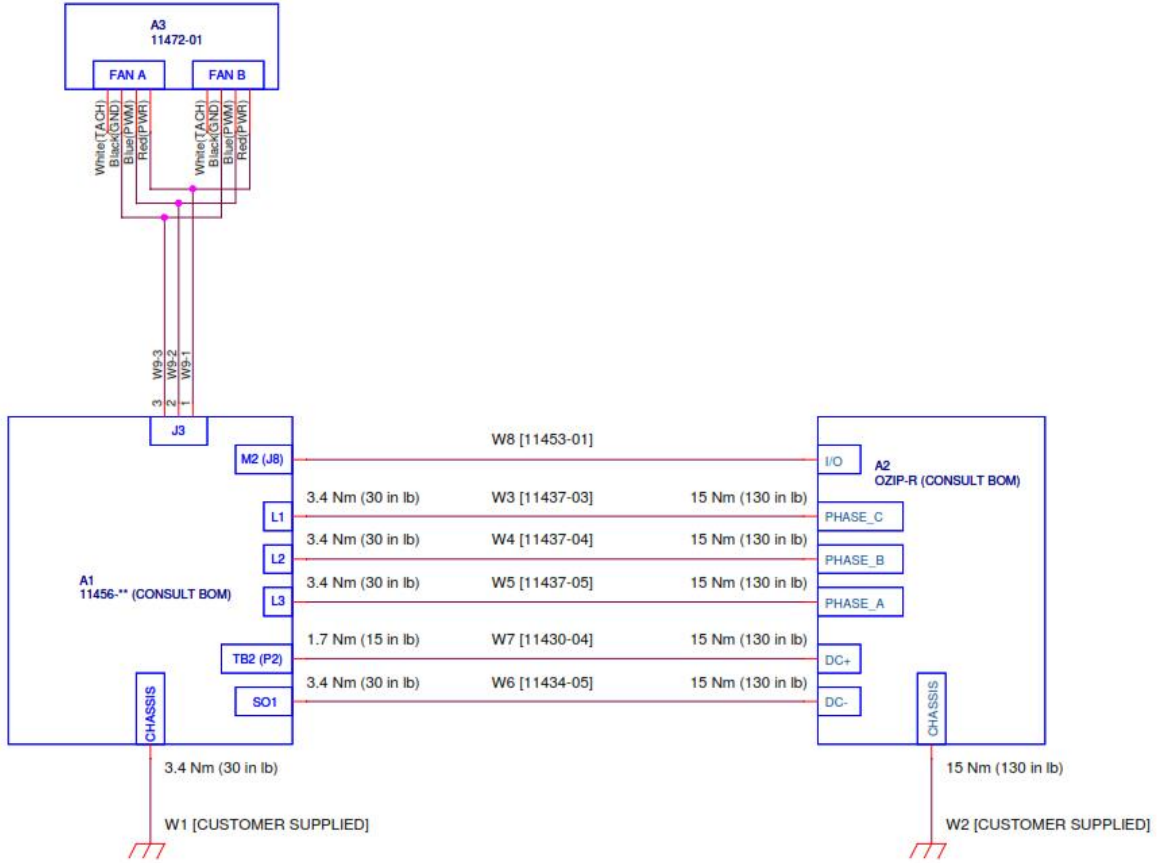 A3
11472-01
FAN A
FAN B
White(TACH)
Black(GND)
Blue(PWM)
Red(PWR)
White(TACH)
Black(GND)
Blue(PWM)
Red(PWR)
W9-3
W9-2
W9-1
3
2
1
J3
M2 (J8)
W8 [11453-01]
I/O
A2
OZIP-R (CONSULT BOM)
3.4 Nm (30 in lb)
W3 [11437-03]
15 Nm (130 in lb)
L1
PHASE_C
3.4 Nm (30 in lb)
W4 [11437-04]
15 Nm (130 in lb)
L2
PHASE_B
A1
11456-** (CONSULT BOM)
3.4 Nm (30 in lb)
W5 [11437-05]
15 Nm (130 in lb)
L3
PHASE_A
1.7 Nm (15 in lb)
W7 [11430-04]
15 Nm (130 in lb)
TB2 (P2)
DC+
3.4 Nm (30 in lb)
W6 [11434-05]
15 Nm (130 in lb)
SO1
DC-
CHASSIS
CHASSIS
3.4 Nm (30 in lb)
15 Nm (130 in lb)
W1 [CUSTOMER SUPPLIED]
W2 [CUSTOMER SUPPLIED]